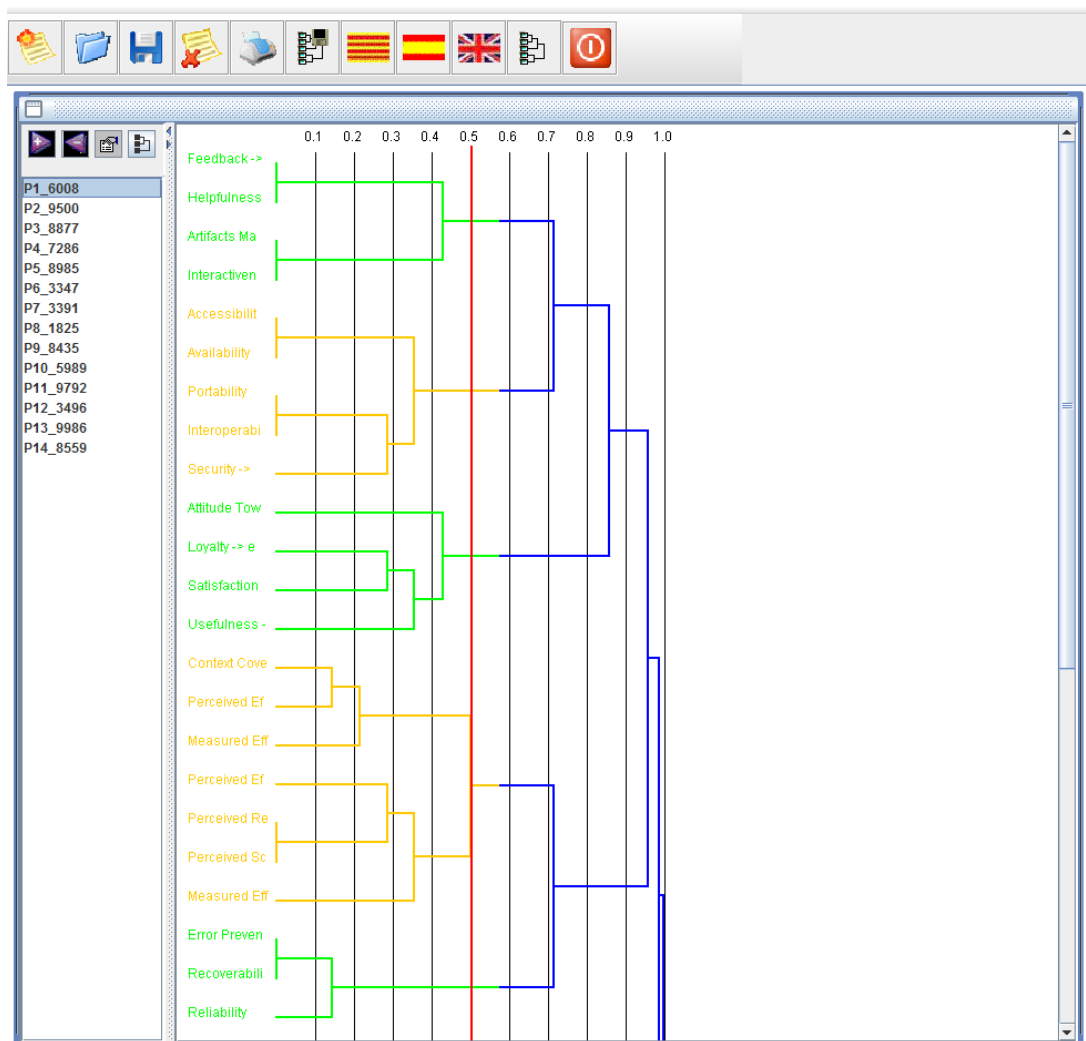 0.1 0.2 0.3 0.4 0.5 0.6 0.7 0.8 0.9 1.0
P1_6008
P2_9500
P3_8877
P4_7286
P5_8985
P6_3347
P7_3391
P8_1825
P9_8435
P10_5989
P11_9792
P12_3496
P13_9986
P14_8559
Feedback ->
Helpfulness
Artifacts Ma
Interactiven
Accessibilit
Availability
Portability
Interoperabi
Security ->
Attitude Tow
Loyalty -> e
Satisfaction
Usefulness -
Context Cove
Perceived Ef
Measured Eff
Perceived Ef
Perceived Re
Perceived Sc
Measured Eff
Error Preven
Recoverabili
Reliability